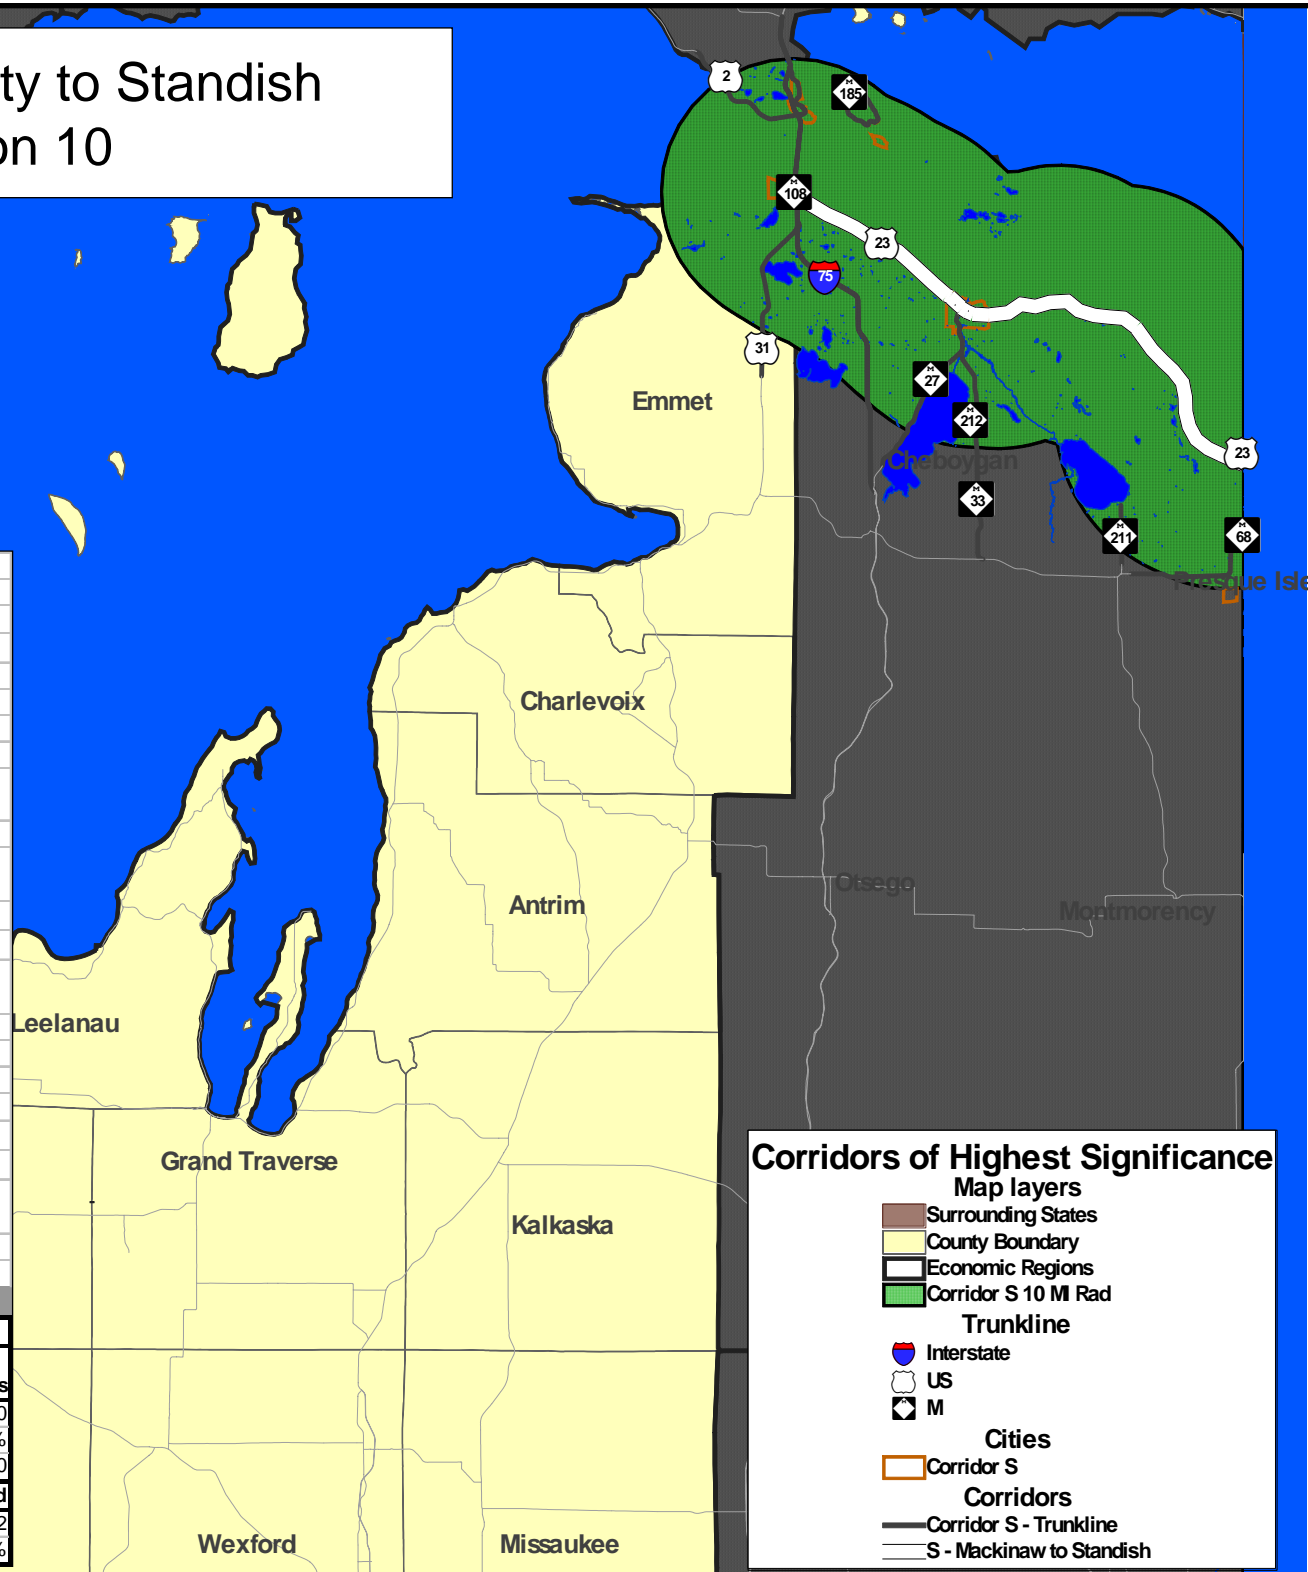 ty to Standish
on 10
2
M
185
M
108
23
75
31
Emmet
M
27
M
212
23
Cheboygan
M
33
M
211
M
68
Presque Isle
Charlevoix
Otsego
Antrim
Montmorency
Leelanau
Grand Traverse
Kalkaska
Wexford
Missaukee
s
0
%
0
d
2
%
Corridors of Highest Significance
Map layers
Surrounding States
County Boundary
Economic Regions
Corridor S 10 MI Rad
Trunkline
Interstate
US
M
Cities
Corridor S
Corridors
Corridor S - Trunkline
S - Mackinaw to Standish